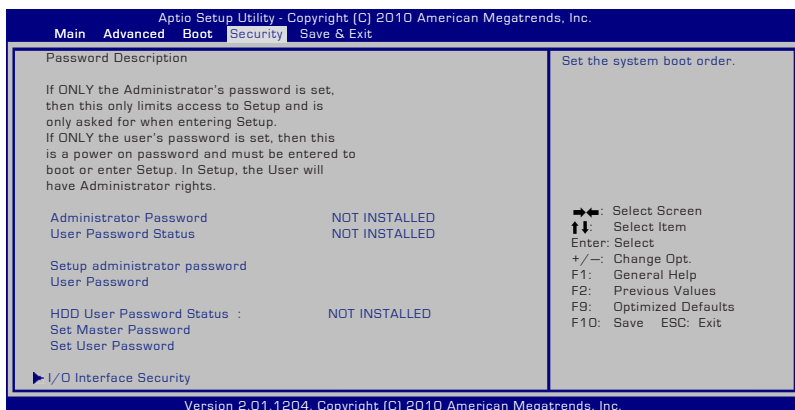 Aptio Setup Utility - Copyright (C) 2010 American Megatrends, Inc.
Main Advanced Boot Security Save & Exit
Password Description
If ONLY the Administrator's password is set,
then this only limits access to Setup and is
only asked for when entering Setup.
If ONLY the user's password is set, then this
is a power on password and must be entered to
boot or enter Setup. In Setup, the User will
have Administrator rights.
Administrator Password NOT INSTALLED
User Password Status NOT INSTALLED
Setup administrator password
User Password
HDD User Password Status : NOT INSTALLED
Set Master Password
Set User Password
I/O Interface Security
Set the system boot order.
→←: Select Screen
↑↓: Select Item
Enter: Select
+/—: Change Opt.
F1: General Help
F2: Previous Values
F9: Optimized Defaults
F10: Save ESC: Exit
Version 2.01.1204. Copyright (C) 2010 American Megatrends, Inc.